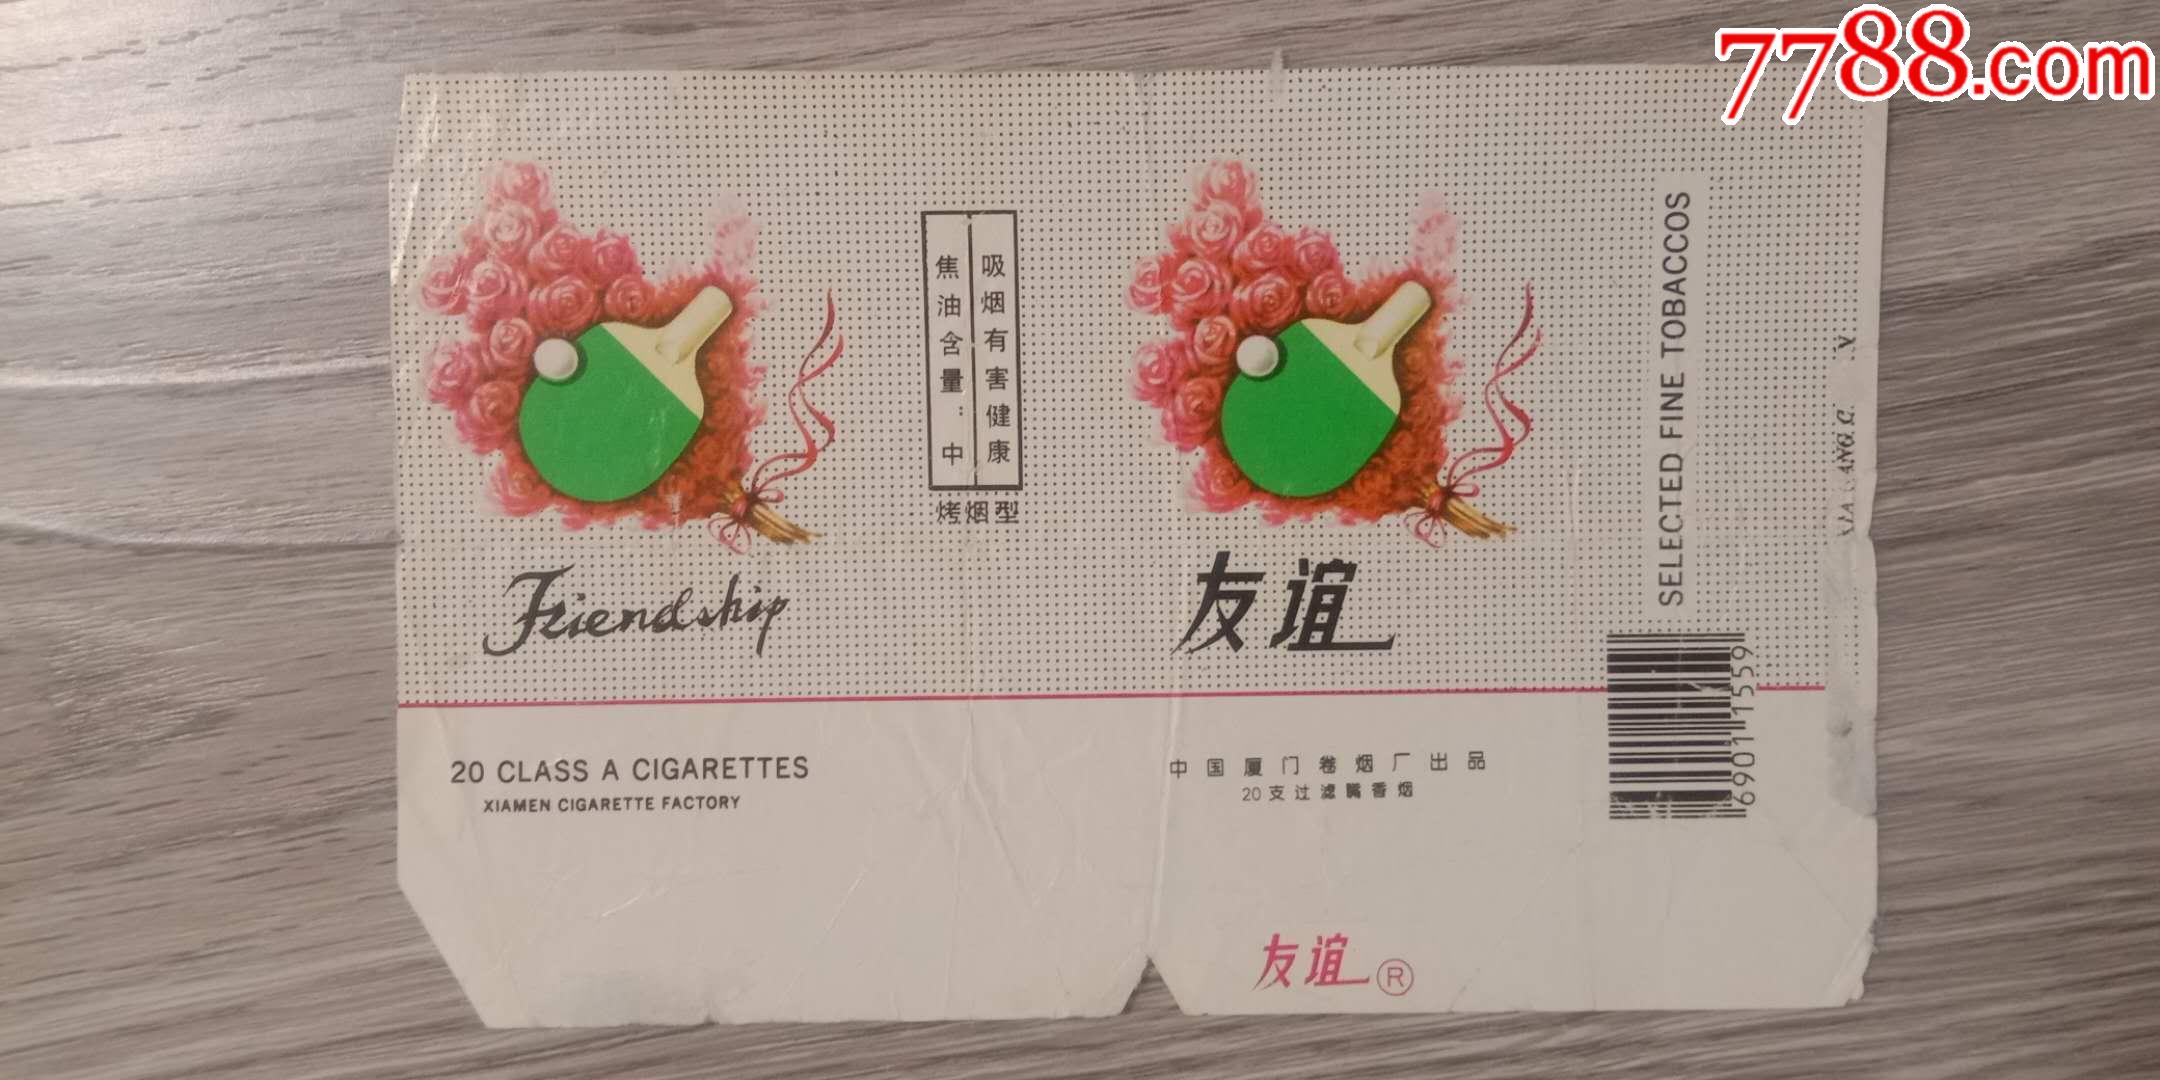 7788.com
吸烟有害健康
焦油含量：中
烤烟型
Friendship
友谊
SELECTED FINE TOBACCOS
20 CLASS A CIGARETTES
XIAMEN CIGARETTE FACTORY
中国厦门卷烟厂出品
20支过滤嘴香烟
69011559
友谊®